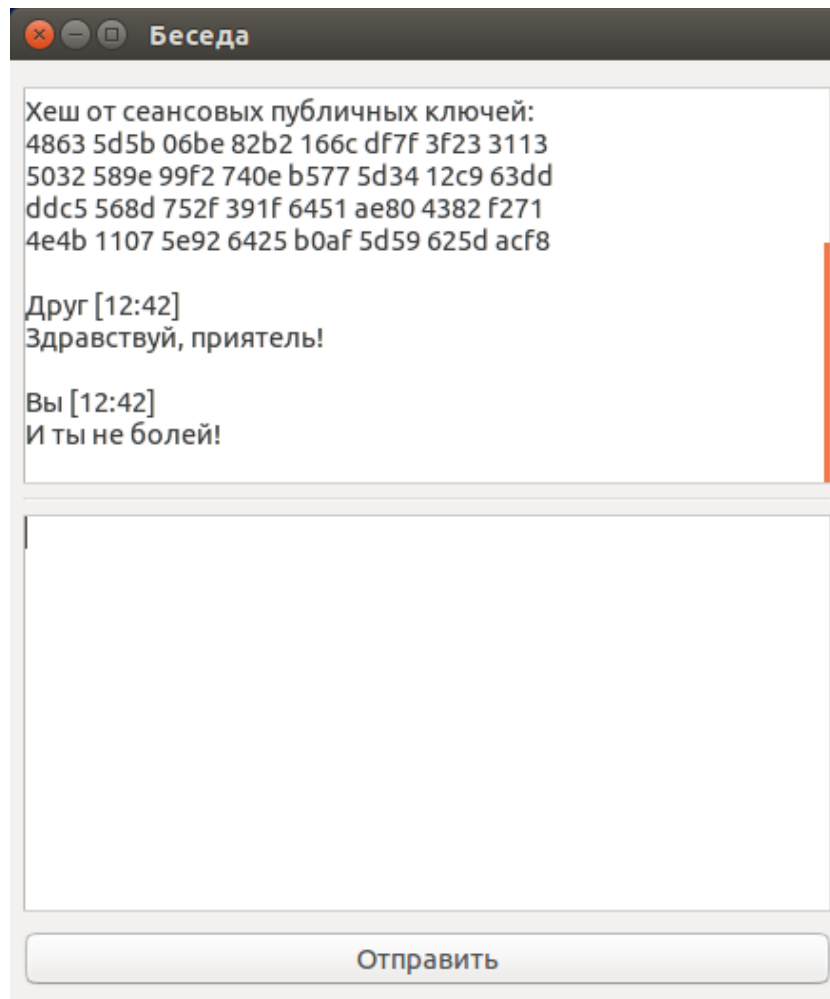 Беседа
Хеш от сеансовых публичных ключей:
4863 5d5b 06be 82b2 166c df7f 3f23 3113
5032 589e 99f2 740e b577 5d34 12c9 63dd
ddc5 568d 752f 391f 6451 ae80 4382 f271
4e4b 1107 5e92 6425 b0af 5d59 625d acf8
Друг [12:42]
Здравствуй, приятель!
Вы [12:42]
И ты не болей!
Отправить